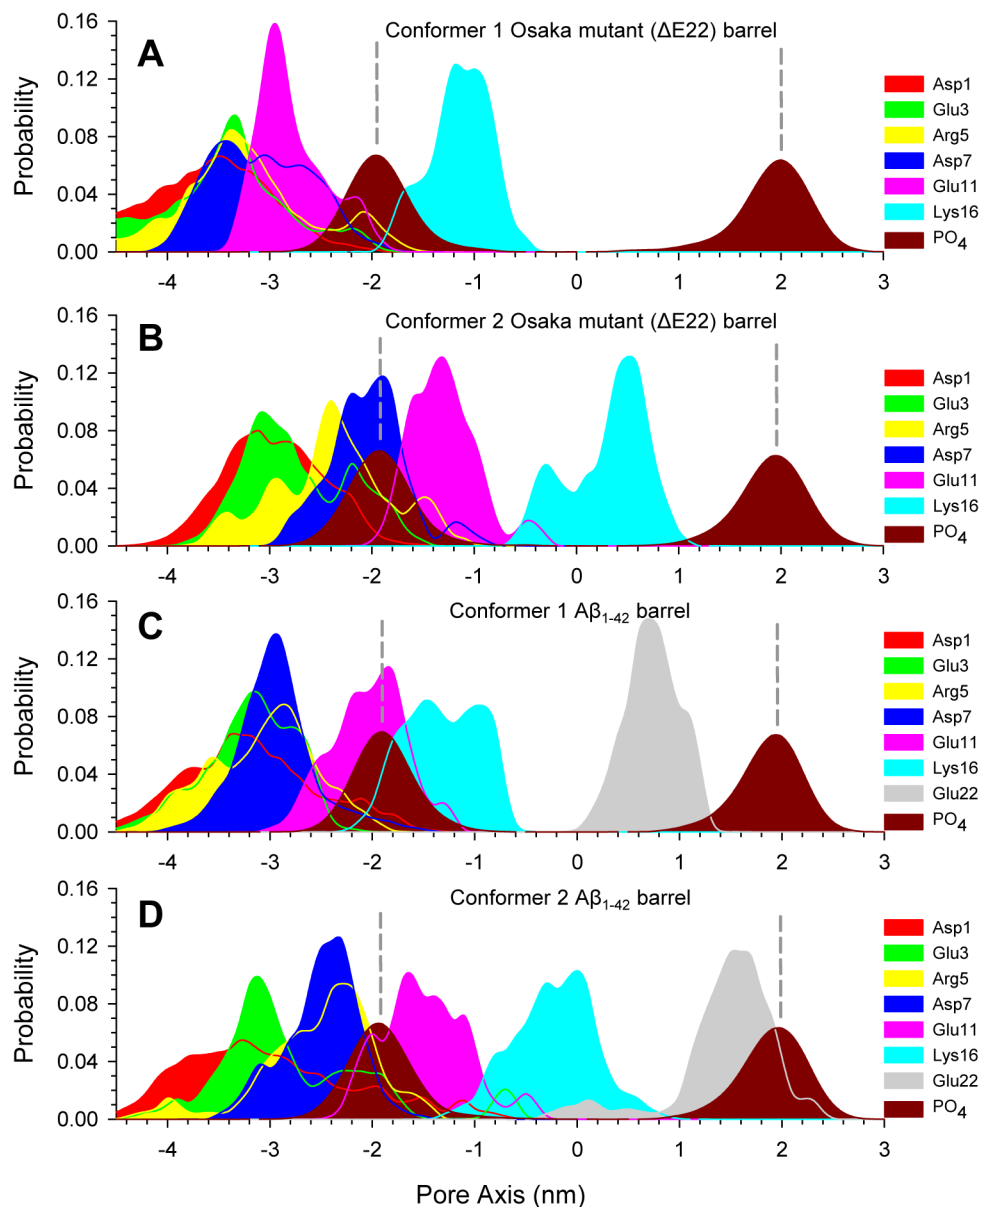 A
Conformer 1 Osaka mutant (ΔE22) barrel
Probability
0.16
0.12
0.08
0.04
0.00
-4 -3 -2 -1 0 1 2 3
Asp1
Glu3
Arg5
Asp7
Glu11
Lys16
PO4
B
Conformer 2 Osaka mutant (ΔE22) barrel
Probability
0.16
0.12
0.08
0.04
0.00
-4 -3 -2 -1 0 1 2 3
Asp1
Glu3
Arg5
Asp7
Glu11
Lys16
PO4
C
Conformer 1 Aβ1-42 barrel
Probability
0.16
0.12
0.08
0.04
0.00
-4 -3 -2 -1 0 1 2 3
Asp1
Glu3
Arg5
Asp7
Glu11
Lys16
Glu22
PO4
D
Conformer 2 Aβ1-42 barrel
Probability
0.16
0.12
0.08
0.04
0.00
-4 -3 -2 -1 0 1 2 3
Asp1
Glu3
Arg5
Asp7
Glu11
Lys16
Glu22
PO4
Pore Axis (nm)